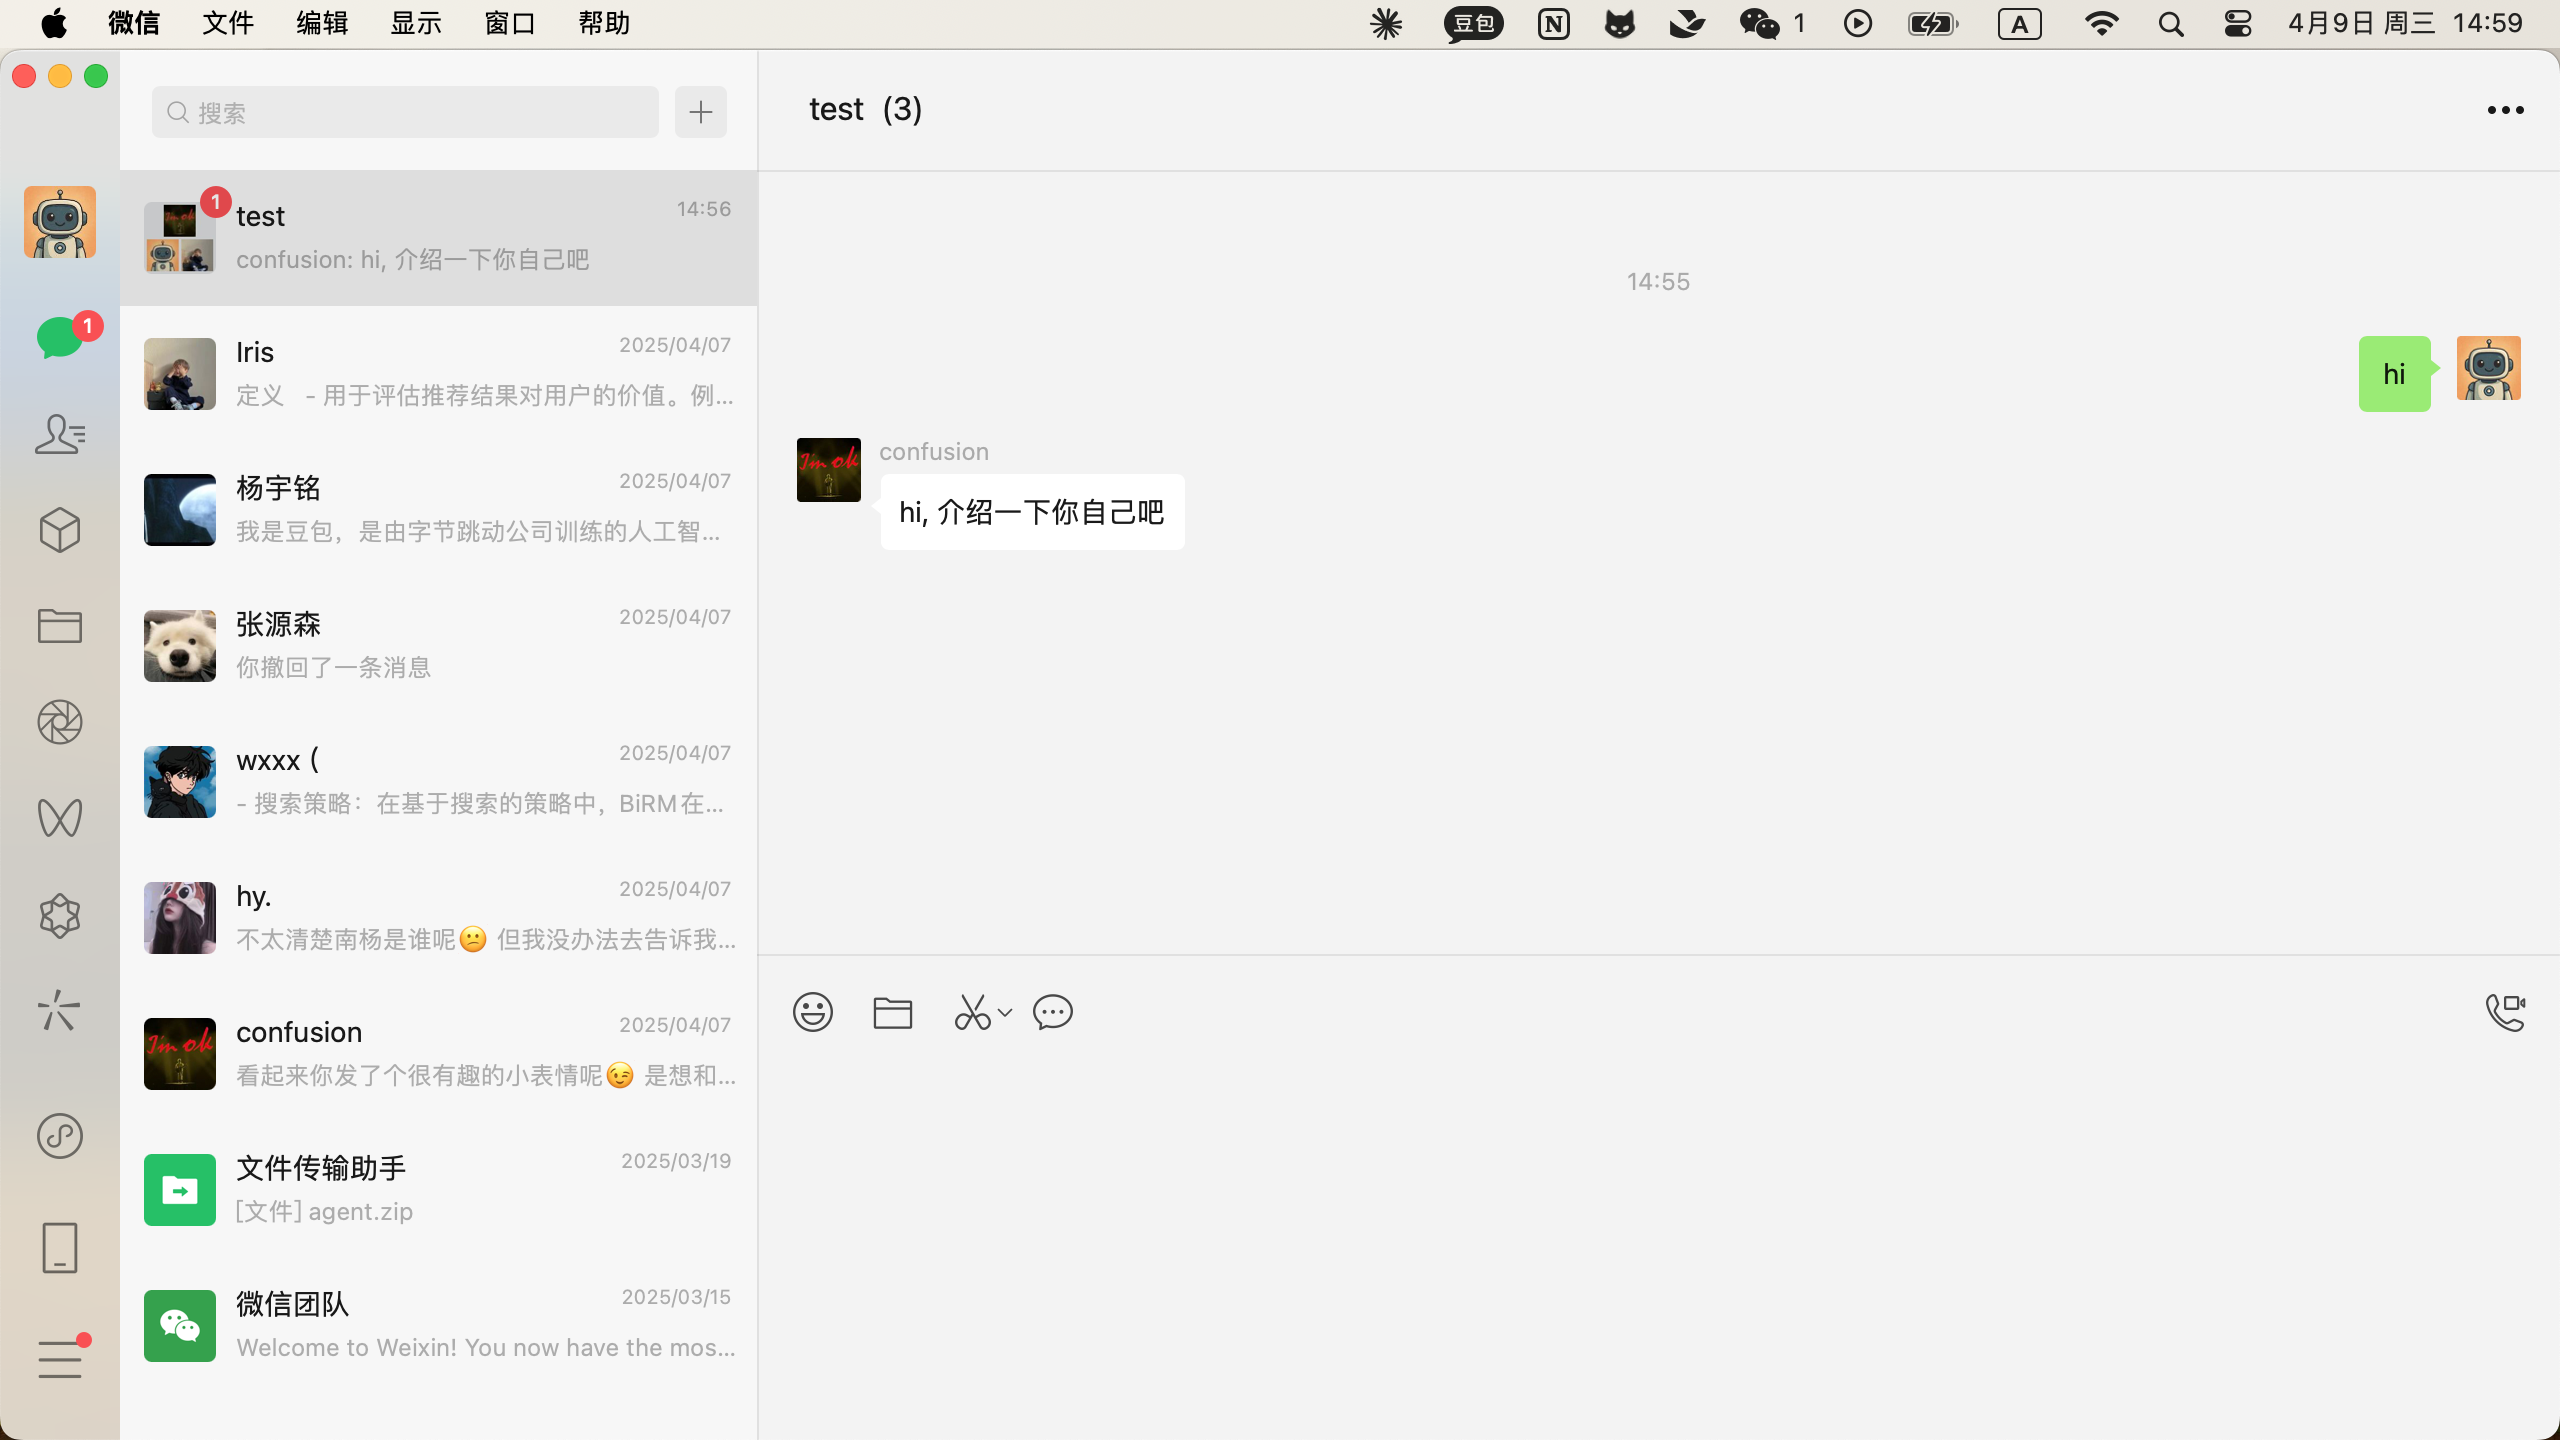 微信 文件 编辑 显示 窗口 帮助 豆包 N 1 A 4月9日 周三 14:59
搜索
test (3)
1
test 14:56
confusion: hi, 介绍一下你自己吧
1
Iris 2025/04/07
定义 - 用于评估推荐结果对用户的价值。例...
杨宇铭 2025/04/07
我是豆包，是由字节跳动公司训练的人工智...
张源森 2025/04/07
你撤回了一条消息
wxxx ( 2025/04/07
- 搜索策略：在基于搜索的策略中，BiRM在...
hy. 2025/04/07
不太清楚南杨是谁呢😕 但我没办法去告诉我...
confusion 2025/04/07
看起来你发了个很有趣的小表情呢😉 是想和...
文件传输助手 2025/03/19
[文件] agent.zip
微信团队 2025/03/15
Welcome to Weixin! You now have the mos...
14:55
hi
confusion
hi, 介绍一下你自己吧
I'm ok